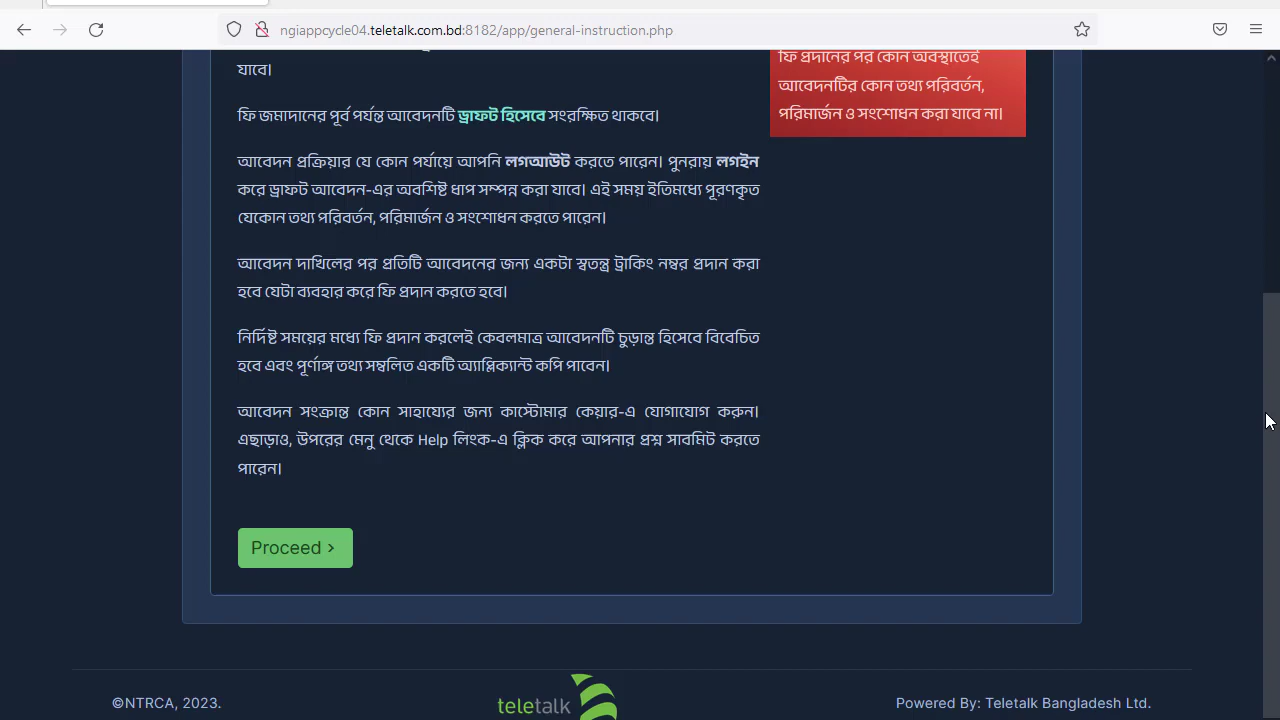 ngiappcycle04.teletalk.com.bd:8182/app/general-instruction.php
যাবে।
ফি জমাদানের পূর্ব পর্যন্ত আবেদনটি ড্রাফট হিসেবে সংরক্ষিত থাকবে।
আবেদন প্রক্রিয়ার যে কোন পর্যায়ে আপনি লগআউট করতে পারেন। পুনরায় লগইন
করে ড্রাফট আবেদন-এর অবশিষ্ট ধাপ সম্পন্ন করা যাবে। এই সময় ইতিমধ্যে পূরণকৃত
যেকোন তথ্য পরিবর্তন, পরিমার্জন ও সংশোধন করতে পারেন।
আবেদন দাখিলের পর প্রতিটি আবেদনের জন্য একটা স্বতন্ত্র ট্রাকিং নম্বর প্রদান করা
হবে যেটা ব্যবহার করে ফি প্রদান করতে হবে।
নির্দিষ্ট সময়ের মধ্যে ফি প্রদান করলেই কেবলমাত্র আবেদনটি চুড়ান্ত হিসেবে বিবেচিত
হবে এবং পূর্ণাঙ্গ তথ্য সম্বলিত একটি অ্যাপ্লিক্যান্ট কপি পাবেন।
আবেদন সংক্রান্ত কোন সাহায্যের জন্য কাস্টোমার কেয়ার-এ যোগাযোগ করুন।
এছাড়াও, উপরের মেনু থেকে Help লিংক-এ ক্লিক করে আপনার প্রশ্ন সাবমিট করতে
পারেন।
Proceed >
ফি প্রদানের পর কোন অবস্থাতেই
আবেদনটির কোন তথ্য পরিবর্তন,
পরিমার্জন ও সংশোধন করা যাবে না।
©NTRCA, 2023.
teletalk
Powered By: Teletalk Bangladesh Ltd.